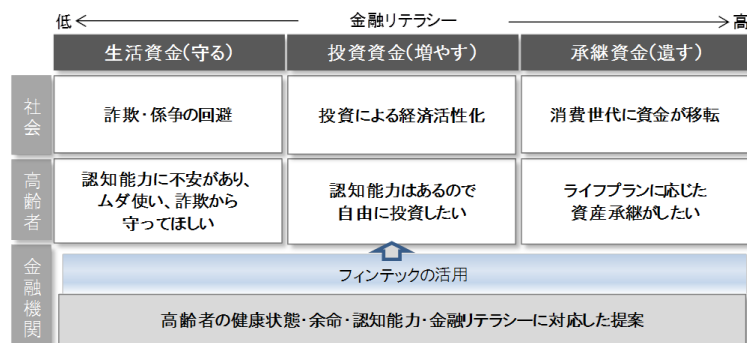 低 金融リテラシー 高
生活資金(守る) 投資資金(増やす) 承継資金(遺す)
社会
詐欺・係争の回避
投資による経済活性化
消費世代に資金が移転
高齢者
認知能力に不安があり、
ムダ使い、詐欺から
守ってほしい
認知能力はあるので
自由に投資したい
ライフプランに応じた
資産承継がしたい
金融機関
フィンテックの活用
高齢者の健康状態・余命・認知能力・金融リテラシーに対応した提案